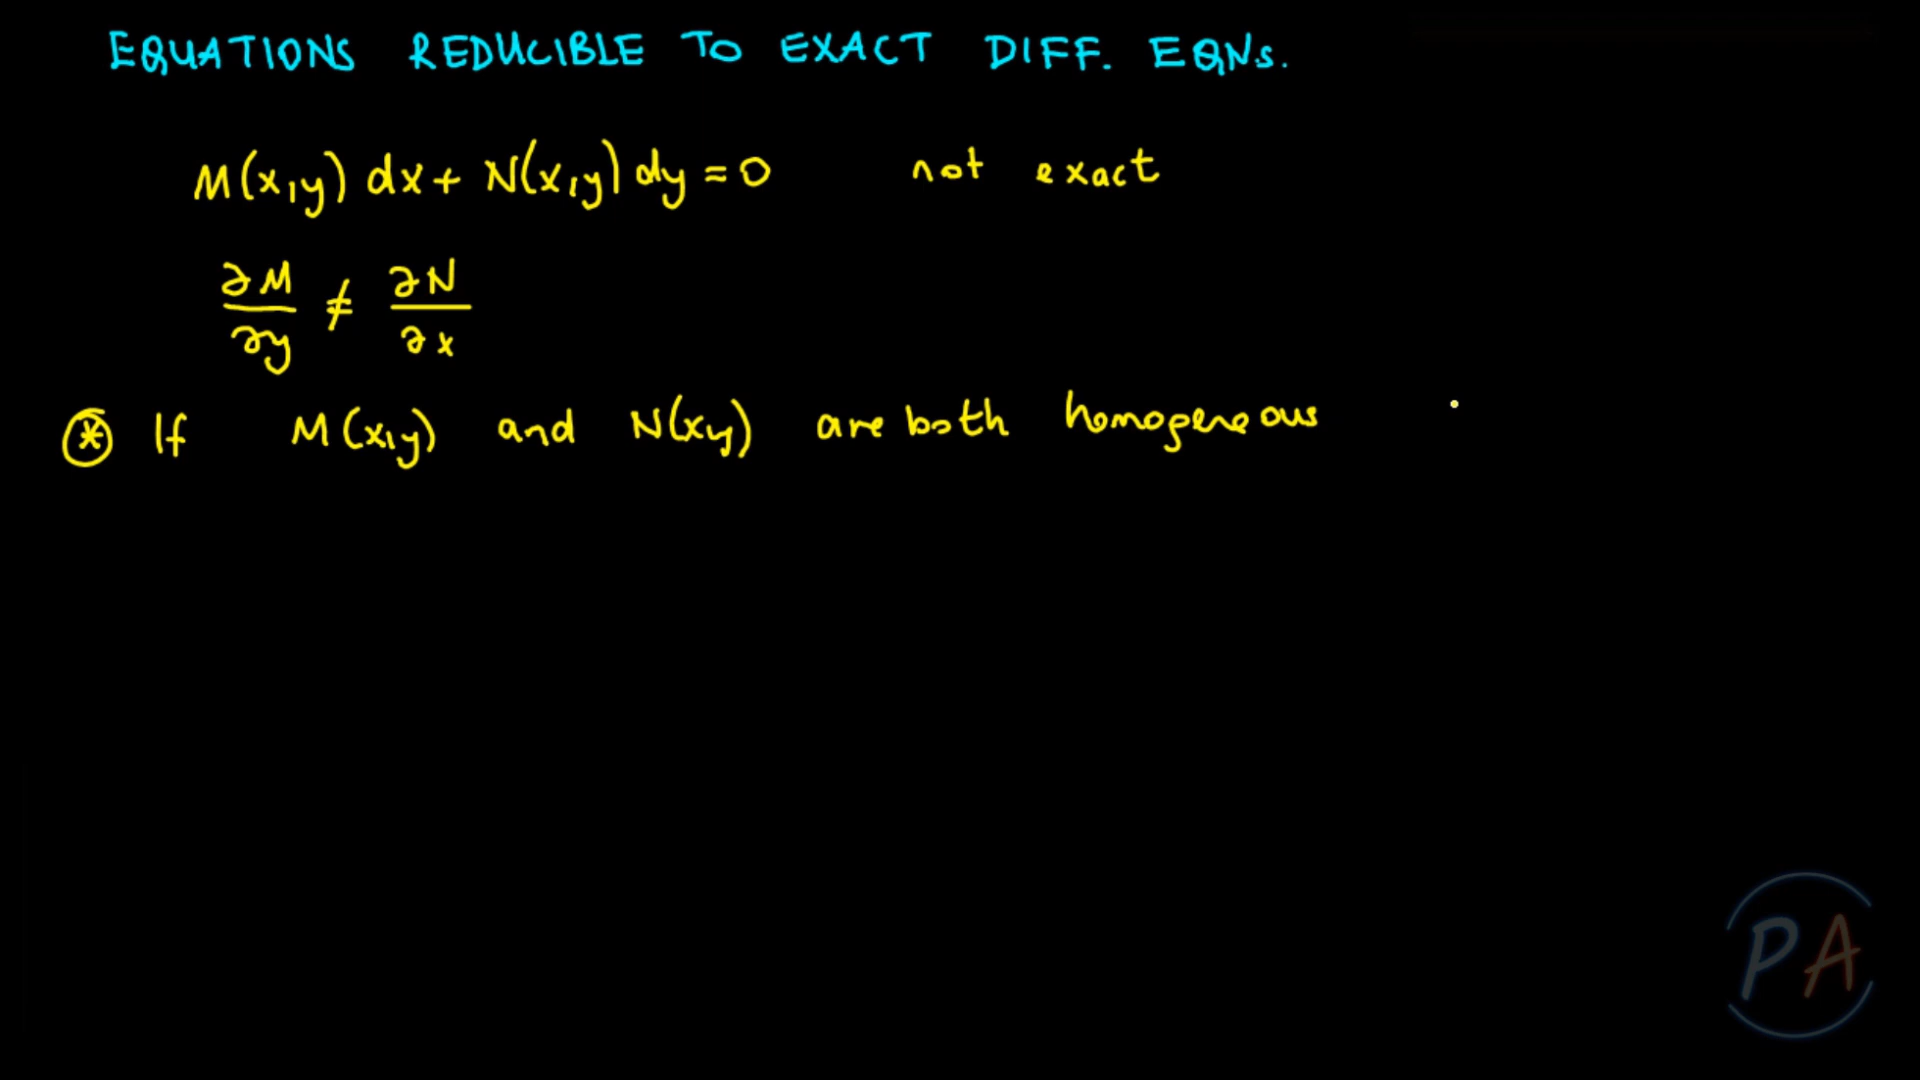 EQUATIONS REDUCIBLE TO EXACT DIFF. EQNs.
M(x,y) dx + N(x,y) dy = 0 not exact
∂M/∂y ≠ ∂N/∂x
⊛ If M(x,y) and N(x,y) are both homogeneous
PA